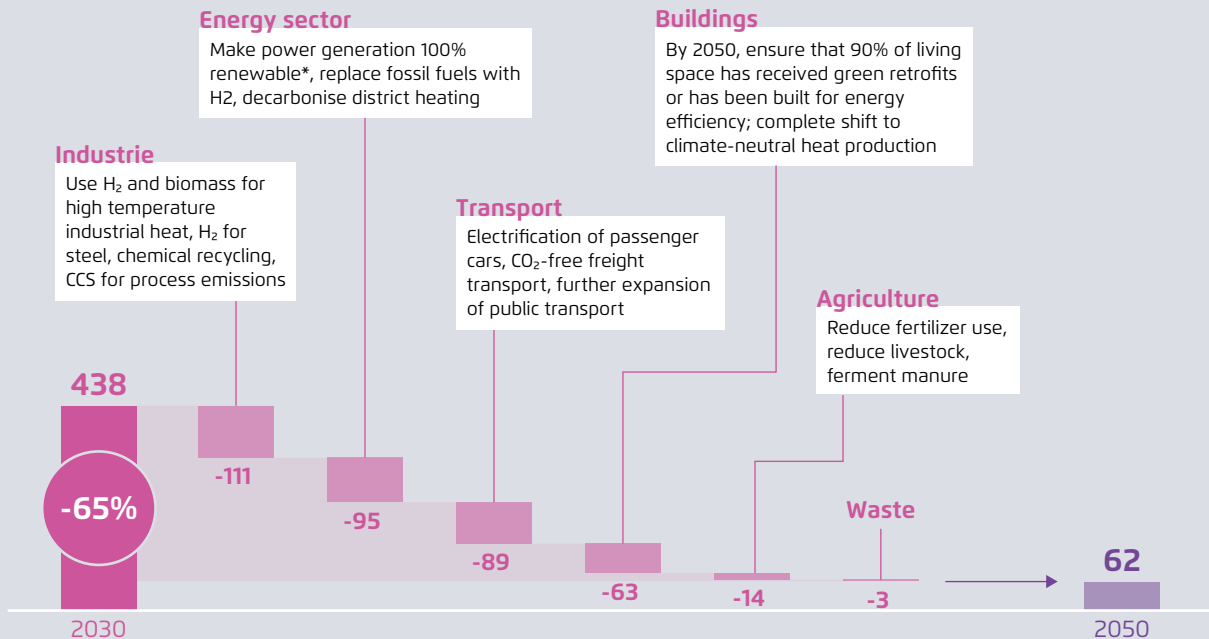 Energy sector
Make power generation 100%
renewable*, replace fossil fuels with
H2, decarbonise district heating
Buildings
By 2050, ensure that 90% of living
space has received green retrofits
or has been built for energy
efficiency; complete shift to
climate-neutral heat production
Industrie
Use H₂ and biomass for
high temperature
industrial heat, H₂ for
steel, chemical recycling,
CCS for process emissions
Transport
Electrification of passenger
cars, CO₂-free freight
transport, further expansion
of public transport
Agriculture
Reduce fertilizer use,
reduce livestock,
ferment manure
438
-65%
-111
-95
-89
-63
-14
Waste
-3
62
2030
2050